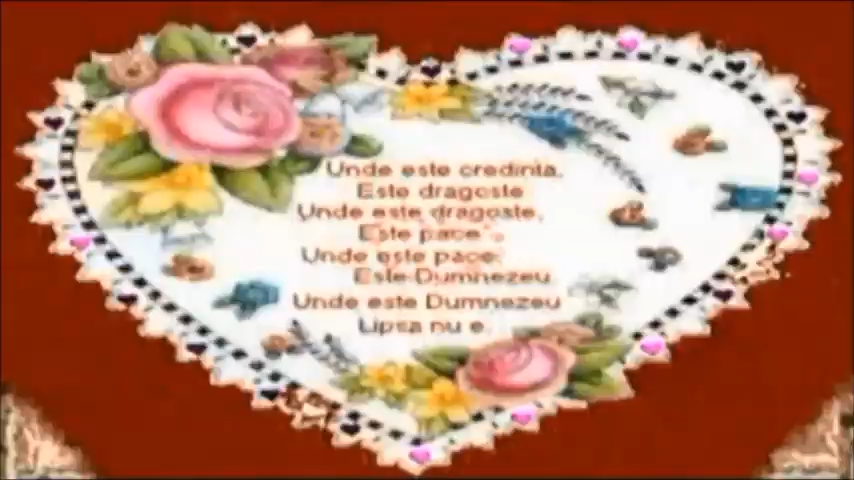 Unde este credinta,
Este dragoste
Unde este dragoste,
Este pace
Unde este pace
Este Dumnezeu
Unde este Dumnezeu
Lipsa nu e.